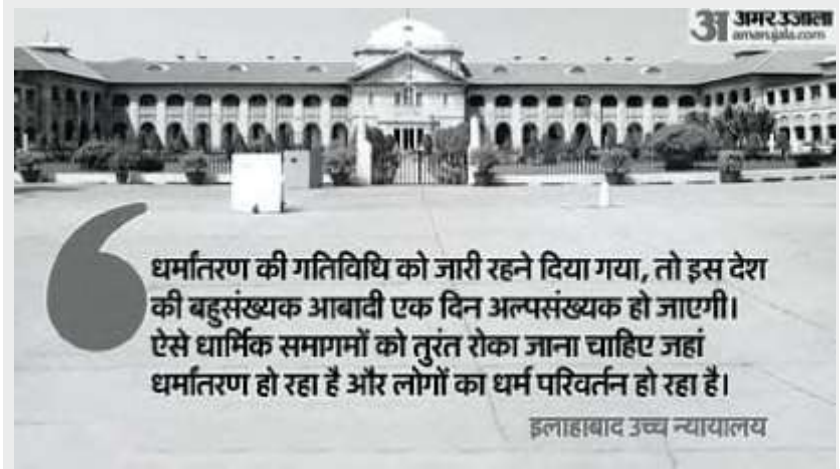 अमर उजाला
amarujala.com
धर्मांतरण की गतिविधि को जारी रहने दिया गया, तो इस देश
की बहुसंख्यक आबादी एक दिन अल्पसंख्यक हो जाएगी।
ऐसे धार्मिक समागमों को तुरंत रोका जाना चाहिए जहां
धर्मांतरण हो रहा है और लोगों का धर्म परिवर्तन हो रहा है।
इलाहाबाद उच्च न्यायालय